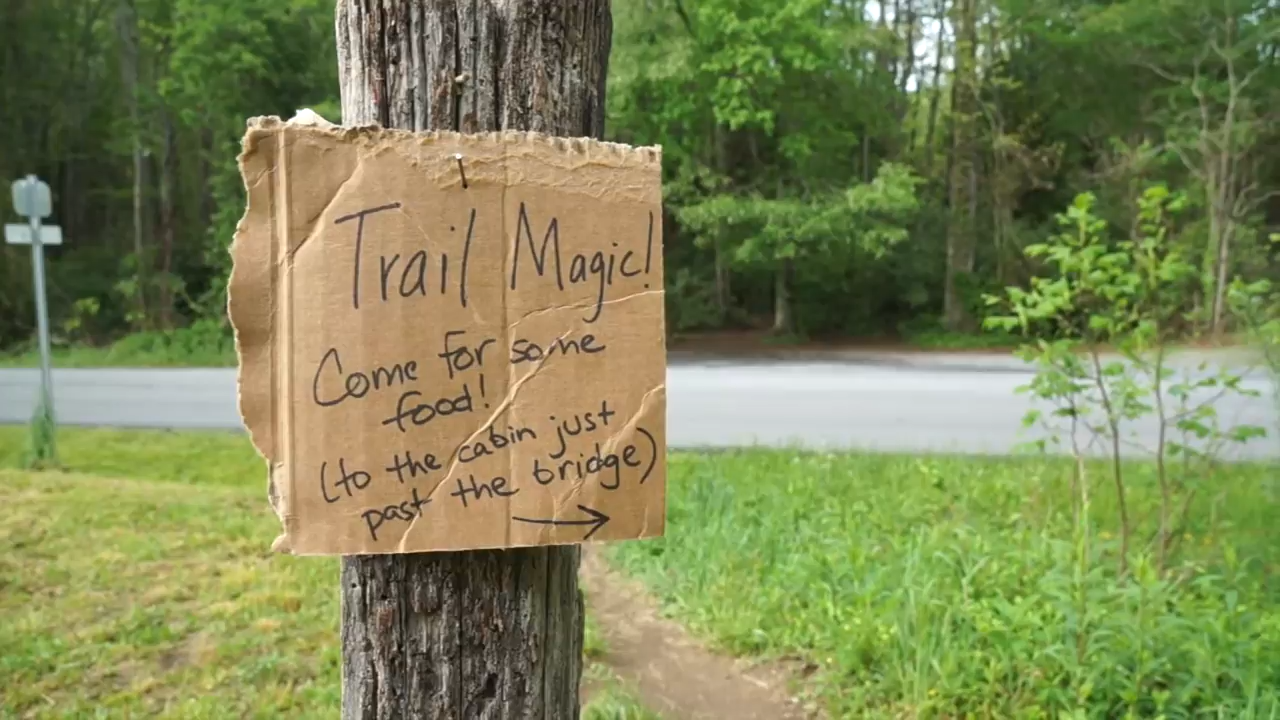 Trail Magic!
Come for some
food!
(to the cabin just
past the bridge)
→